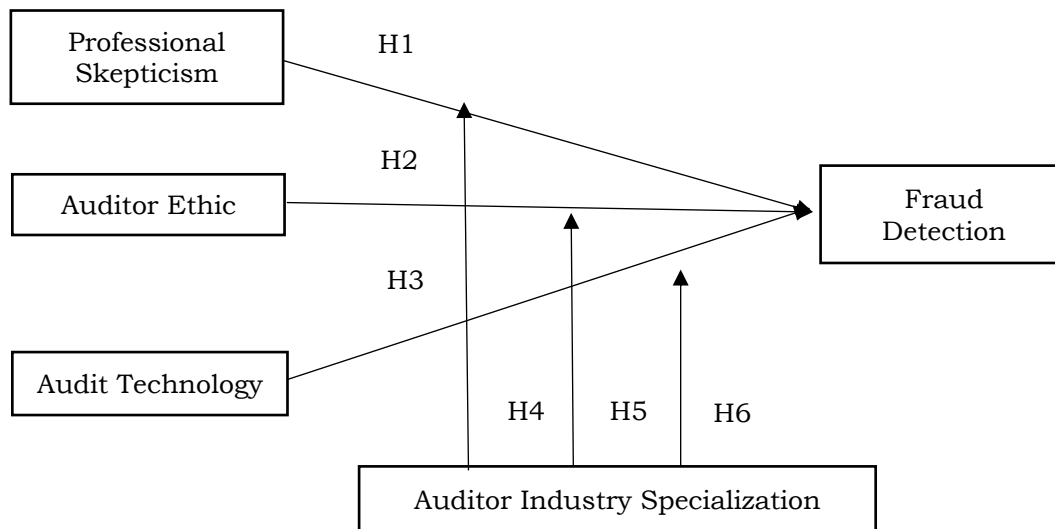 Professional
Skepticism
H1
H2
Auditor Ethic
Fraud
Detection
H3
Audit Technology
H4
H5
H6
Auditor Industry Specialization